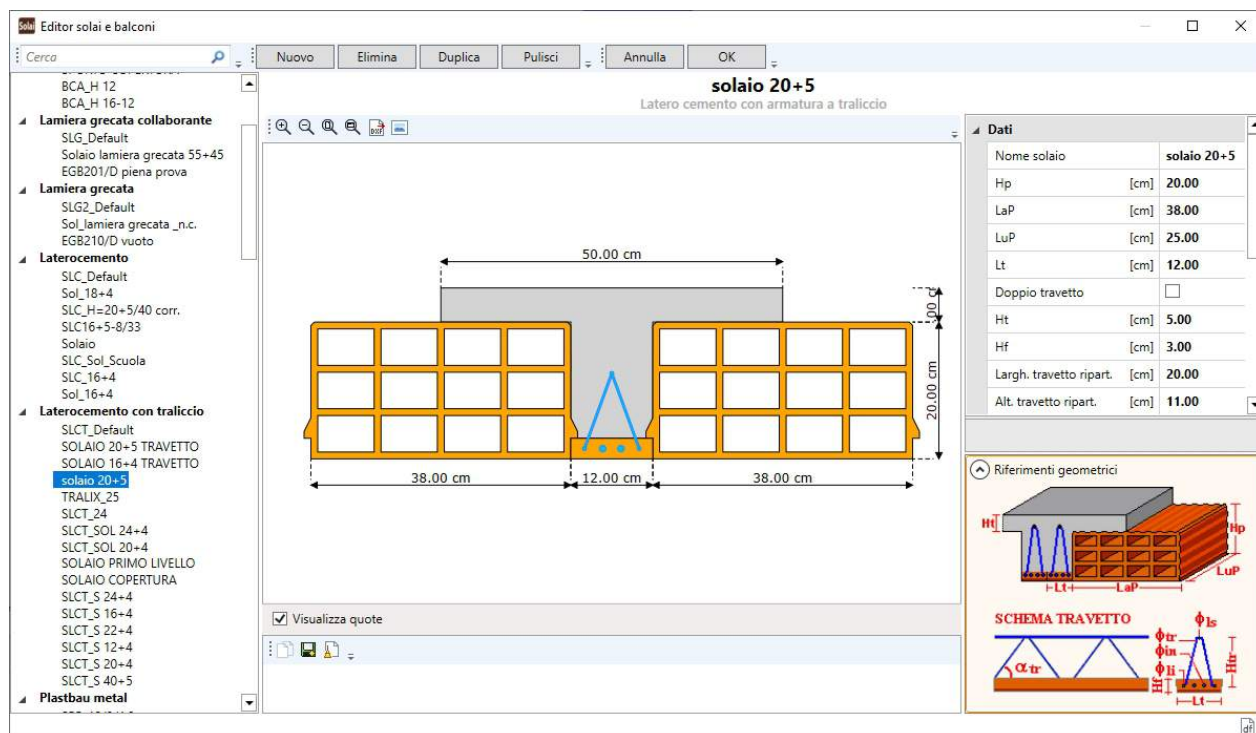 Editor solai e balconi
Cerca
Nuovo Elimina Duplica Pulisci Annulla OK
BCA_H 12
BCA_H 16-12
Lamiera grecata collaborante
SLG_Default
Solaio lamiera grecata 55+45
EGB201/D piena prova
Lamiera grecata
SLG2_Default
Sol_lamiera grecata _n.c.
EGB210/D vuoto
Laterocemento
SLC_Default
Sol_18+4
SLC_H=20+5/40 corr.
SLC16+5-8/33
Solaio
SLC_Sol_Scuola
SLC_16+4
Sol_16+4
Laterocemento con traliccio
SLCT_Default
SOLAIO 20+5 TRAVETTO
SOLAIO 16+4 TRAVETTO
solaio 20+5
TRALIX_25
SLCT_24
SLCT_SOL 24+4
SLCT_SOL 20+4
SOLAIO PRIMO LIVELLO
SOLAIO COPERTURA
SLCT_S 24+4
SLCT_S 16+4
SLCT_S 22+4
SLCT_S 12+4
SLCT_S 20+4
SLCT_S 40+5
Plastbau metal
solaio 20+5
Latero cemento con armatura a traliccio
50.00 cm
20.00 cm
38.00 cm 12.00 cm 38.00 cm
Visualizza quote
Dati
Nome solaio solaio 20+5
Hp [cm] 20.00
LaP [cm] 38.00
LuP [cm] 25.00
Lt [cm] 12.00
Doppio travetto
Ht [cm] 5.00
Hf [cm] 3.00
Largh. travetto ripart. [cm] 20.00
Alt. travetto ripart. [cm] 11.00
Riferimenti geometrici
Ht
Hp
Lt
LaP
LuP
SCHEMA TRAVETTO
ϕls
ϕtr
ϕin
ϕli
αtr
Hf
Htr
Lt